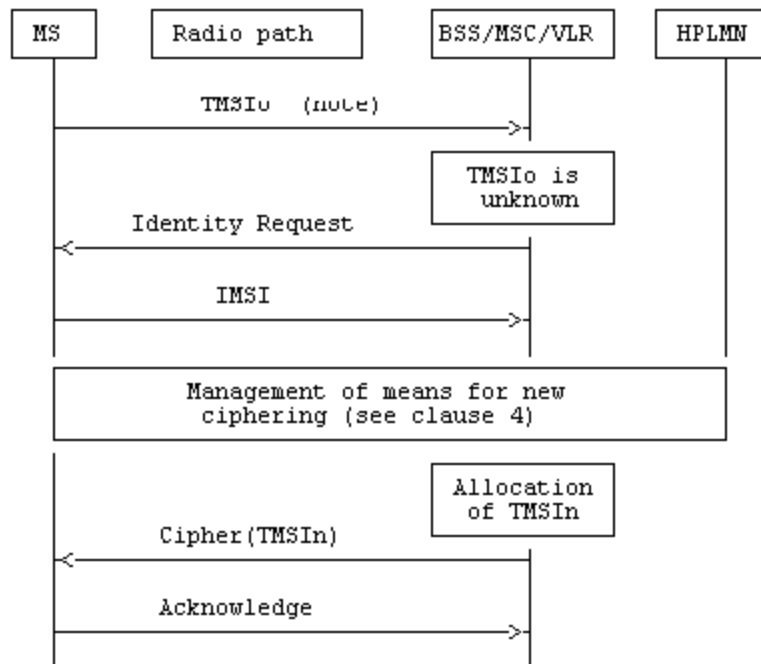 MS
Radio path
BSS/MSC/VLR
HPLMN
TMSIo (note)
TMSIo is
unknown
Identity Request
IMSI
Management of means for new
ciphering (see clause 4)
Allocation
of TMSIn
Cipher(TMSIn)
Acknowledge